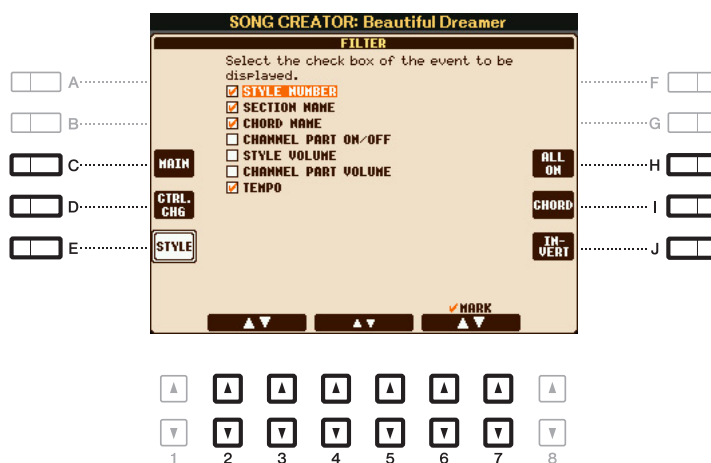 SONG CREATOR: Beautiful Dreamer
FILTER
Select the check box of the event to be
displayed.
STYLE NUMBER
SECTION NAME
CHORD NAME
CHANNEL PART ON/OFF
STYLE VOLUME
CHANNEL PART VOLUME
TEMPO
A
B
C
D
E
MAIN
CTRL.
CHG
STYLE
F
G
H
I
J
ALL
ON
CHORD
IN-
VERT
MARK
1 2 3 4 5 6 7 8